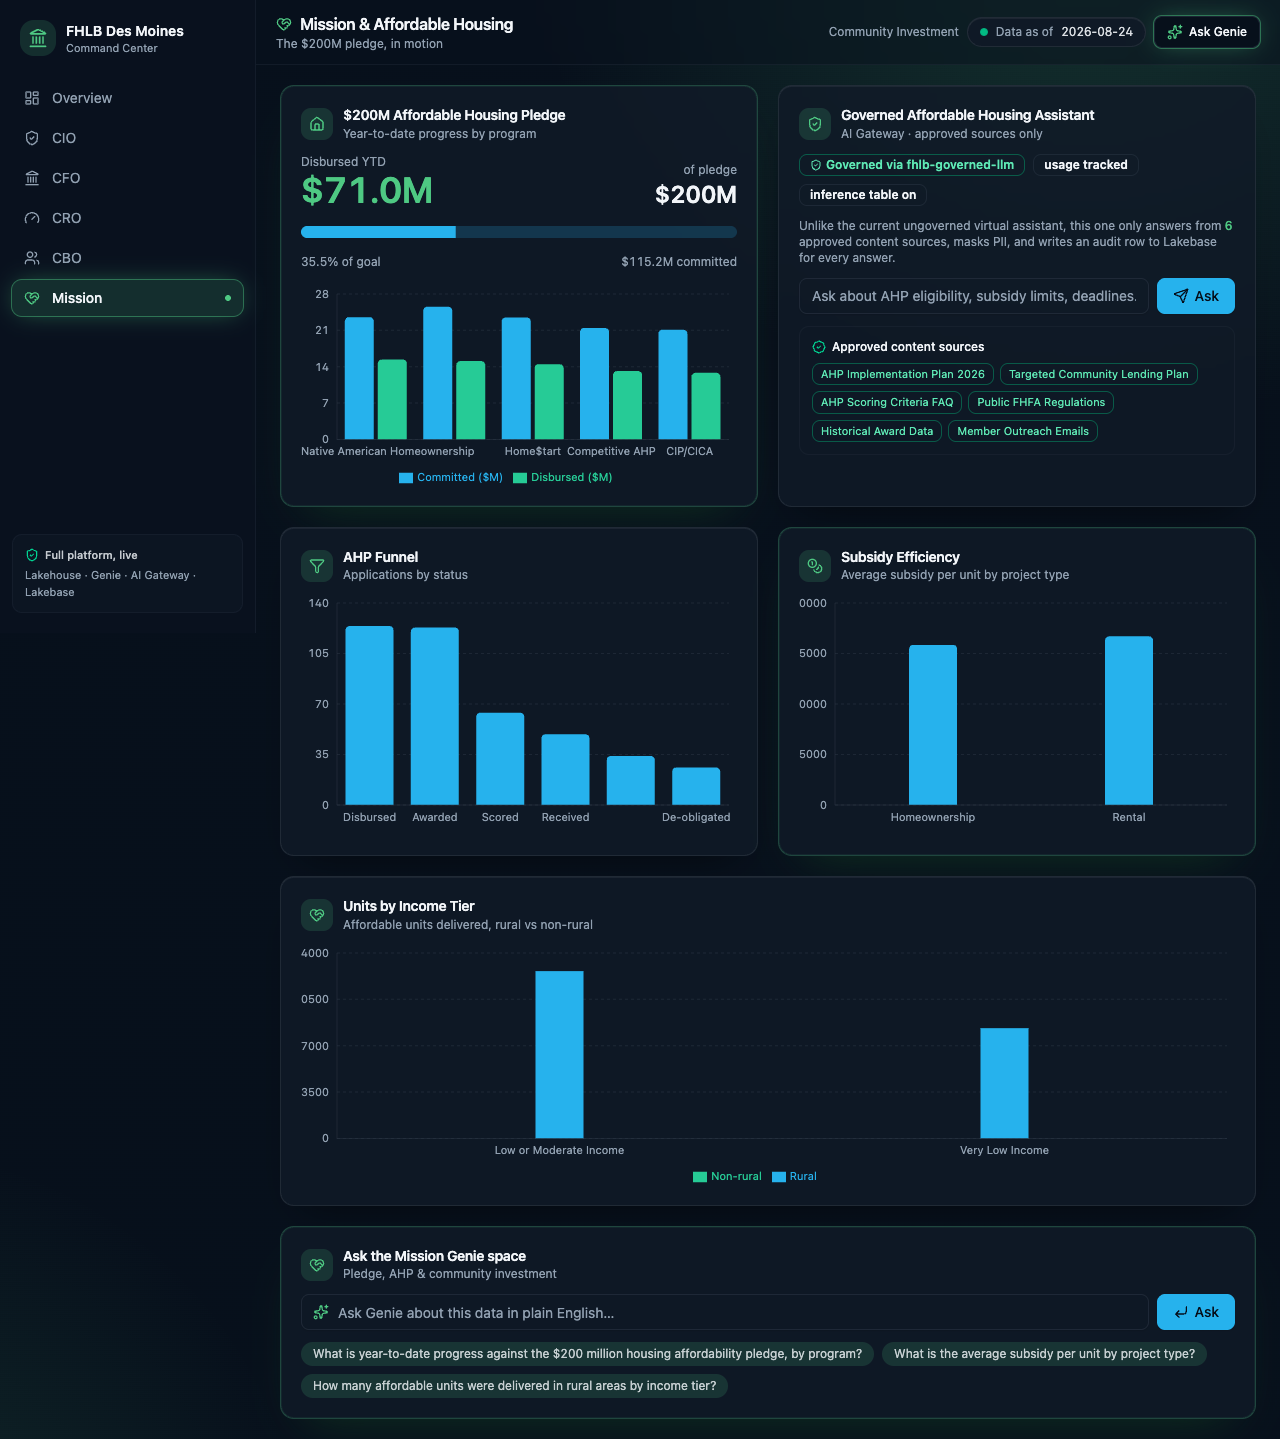 FHLB Des Moines
Command Center
Overview
CIO
CFO
CRO
CBO
Mission
Full platform, live
Lakehouse · Genie · AI Gateway ·
Lakebase
Mission & Affordable Housing
The $200M pledge, in motion
Community Investment
Data as of 2026-08-24
Ask Genie
$200M Affordable Housing Pledge
Year-to-date progress by program
Disbursed YTD
$71.0M
of pledge
$200M
35.5% of goal
$115.2M committed
28
21
14
7
0
Native American Homeownership
Home$tart
Competitive AHP
CIP/CICA
Committed ($M)
Disbursed ($M)
Governed Affordable Housing Assistant
AI Gateway · approved sources only
Governed via fhlb-governed-llm
usage tracked
inference table on
Unlike the current ungoverned virtual assistant, this one only answers from 6
approved content sources, masks PII, and writes an audit row to Lakebase
for every answer.
Ask about AHP eligibility, subsidy limits, deadlines.
Ask
Approved content sources
AHP Implementation Plan 2026
Targeted Community Lending Plan
AHP Scoring Criteria FAQ
Public FHFA Regulations
Historical Award Data
Member Outreach Emails
AHP Funnel
Applications by status
140
105
70
35
0
Disbursed
Awarded
Scored
Received
De-obligated
Subsidy Efficiency
Average subsidy per unit by project type
0000
5000
0000
5000
0
Homeownership
Rental
Units by Income Tier
Affordable units delivered, rural vs non-rural
4000
0500
7000
3500
0
Low or Moderate Income
Very Low Income
Non-rural
Rural
Ask the Mission Genie space
Pledge, AHP & community investment
Ask Genie about this data in plain English...
Ask
What is year-to-date progress against the $200 million housing affordability pledge, by program?
What is the average subsidy per unit by project type?
How many affordable units were delivered in rural areas by income tier?